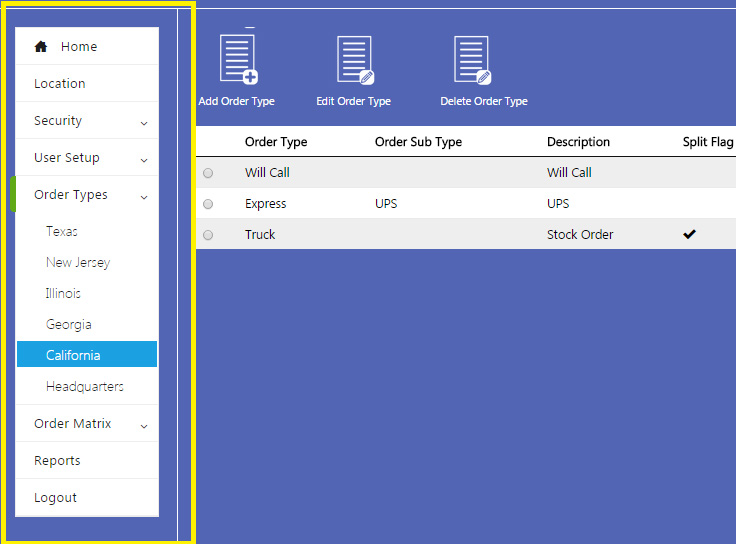 Home
Location
Security
User Setup
Order Types
Texas
New Jersey
Illinois
Georgia
California
Headquarters
Order Matrix
Reports
Logout
Add Order Type Edit Order Type Delete Order Type
Order Type Order Sub Type Description Split Flag
Will Call Will Call
Express UPS UPS
Truck Stock Order